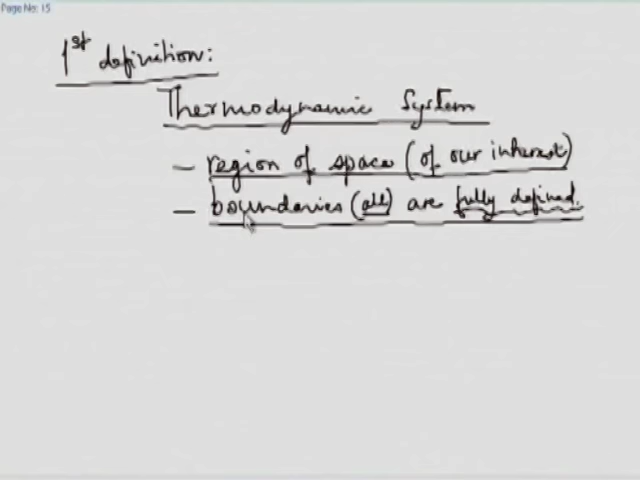 Page No: 15
1st definition:
Thermodynamic System
- region of space (of our interest)
- boundaries (all) are fully defined.